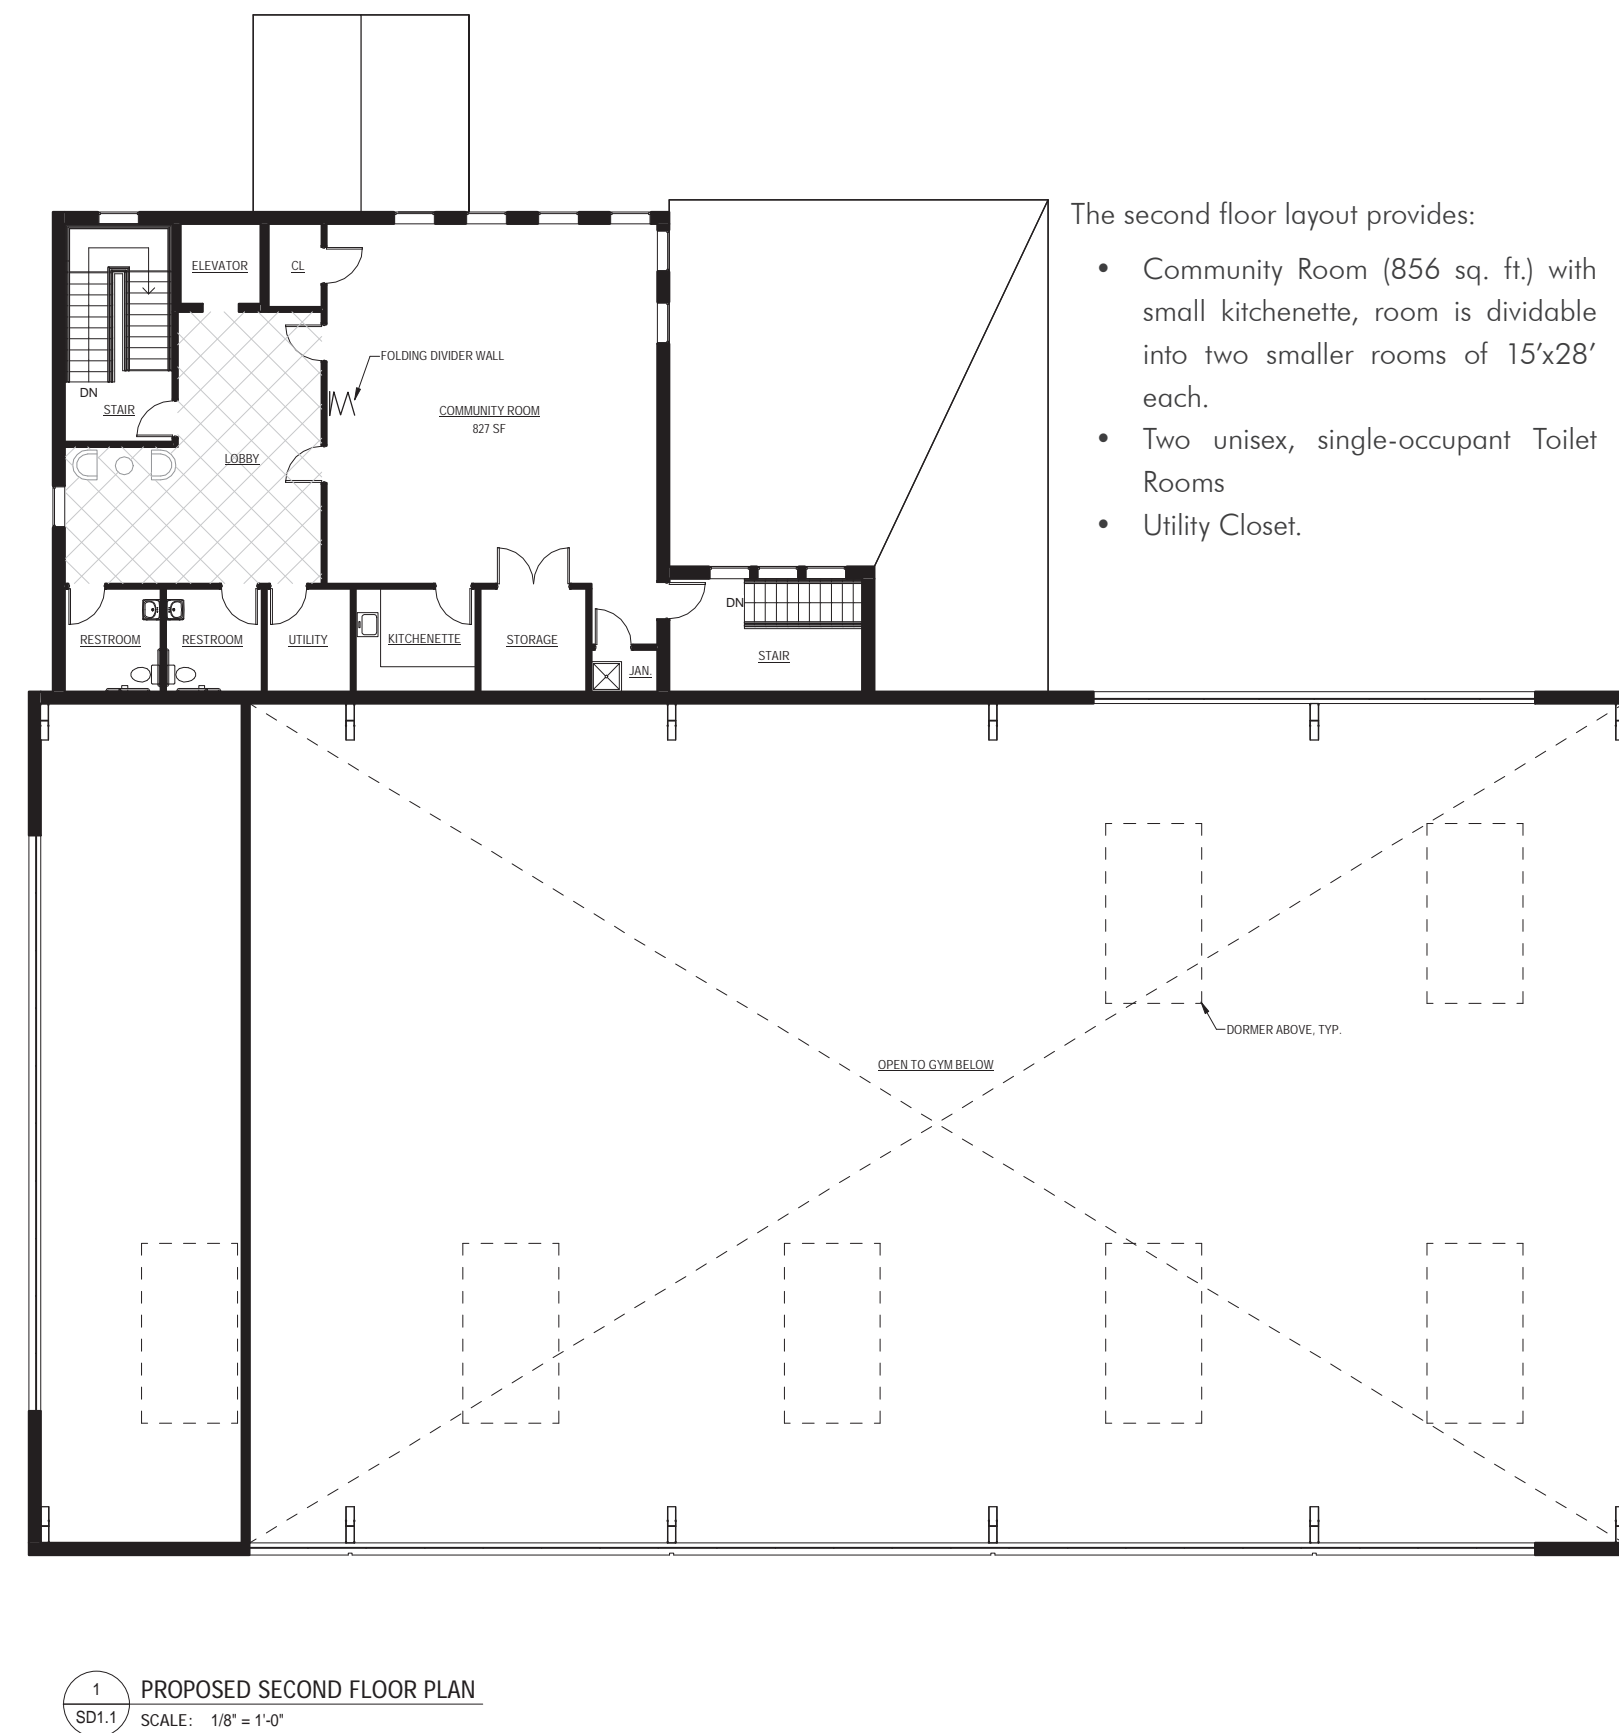 The second floor layout provides:
• Community Room (856 sq. ft.) with
small kitchenette, room is dividable
into two smaller rooms of 15'x28'
each.
• Two unisex, single-occupant Toilet
Rooms
• Utility Closet.
ELEVATOR
CL
FOLDING DIVIDER WALL
DN
STAIR
COMMUNITY ROOM
827 SF
LOBBY
DN
RESTROOM
RESTROOM
UTILITY
KITCHENETTE
STORAGE
JAN.
STAIR
DORMER ABOVE, TYP.
OPEN TO GYM BELOW
1
SD1.1
PROPOSED SECOND FLOOR PLAN
SCALE: 1/8" = 1'-0"